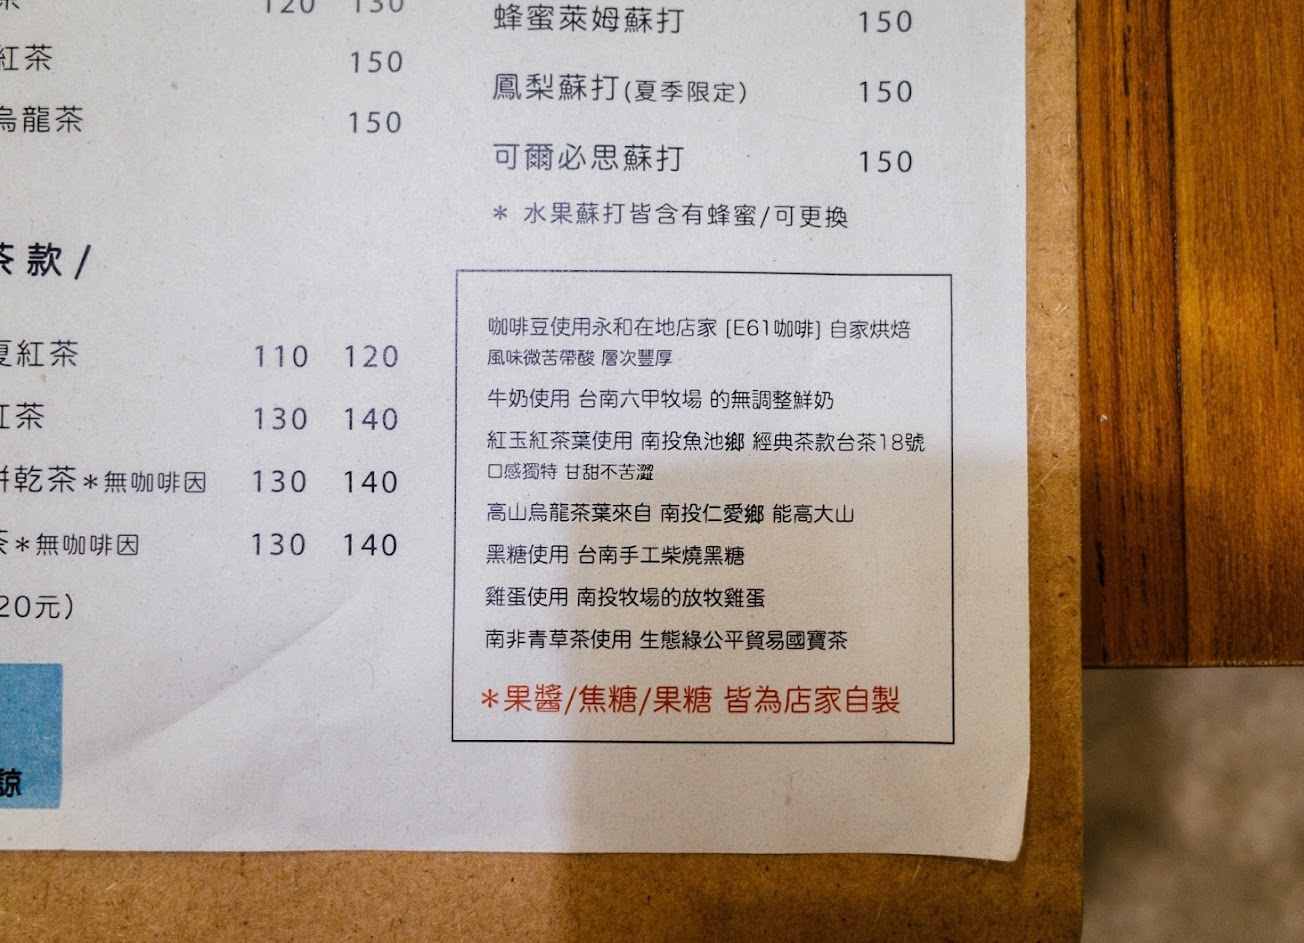 120 130
紅茶 150
烏龍茶 150
茶款/
夏紅茶 110 120
紅茶 130 140
餅乾茶*無咖啡因 130 140
茶*無咖啡因 130 140
20元)
諒
蜂蜜萊姆蘇打 150
鳳梨蘇打(夏季限定) 150
可爾必思蘇打 150
* 水果蘇打皆含有蜂蜜/可更換
咖啡豆使用永和在地店家 [E61咖啡] 自家烘焙
風味微苦帶酸 層次豐厚
牛奶使用 台南六甲牧場 的無調整鮮奶
紅玉紅茶葉使用 南投魚池鄉 經典茶款台茶18號
口感獨特 甘甜不苦澀
高山烏龍茶葉來自 南投仁愛鄉 能高大山
黑糖使用 台南手工柴燒黑糖
雞蛋使用 南投牧場的放牧雞蛋
南非青草茶使用 生態綠公平貿易國寶茶
*果醬/焦糖/果糖 皆為店家自製